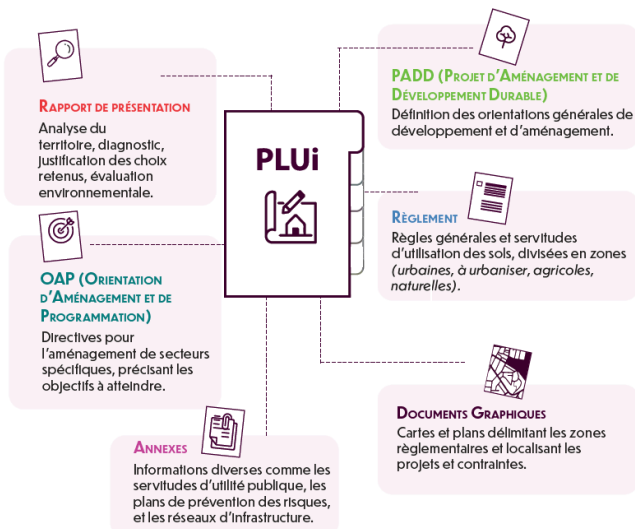 Rapport de présentation
Analyse du
territoire, diagnostic,
justification des choix
retenus, évaluation
environnementale.
PADD (Projet d'Aménagement et de
Développement Durable)
Définition des orientations générales de
développement et d'aménagement.
PLUi
Règlement
Règles générales et servitudes
d'utilisation des sols, divisées en zones
(urbaines, à urbaniser, agricoles,
naturelles).
OAP (Orientation
d'Aménagement et de
Programmation)
Directives pour
l'aménagement de secteurs
spécifiques, précisant les
objectifs à atteindre.
Documents Graphiques
Cartes et plans délimitant les zones
règlementaires et localisant les
projets et contraintes.
Annexes
Informations diverses comme les
servitudes d'utilité publique, les
plans de prévention des risques,
et les réseaux d'infrastructure.